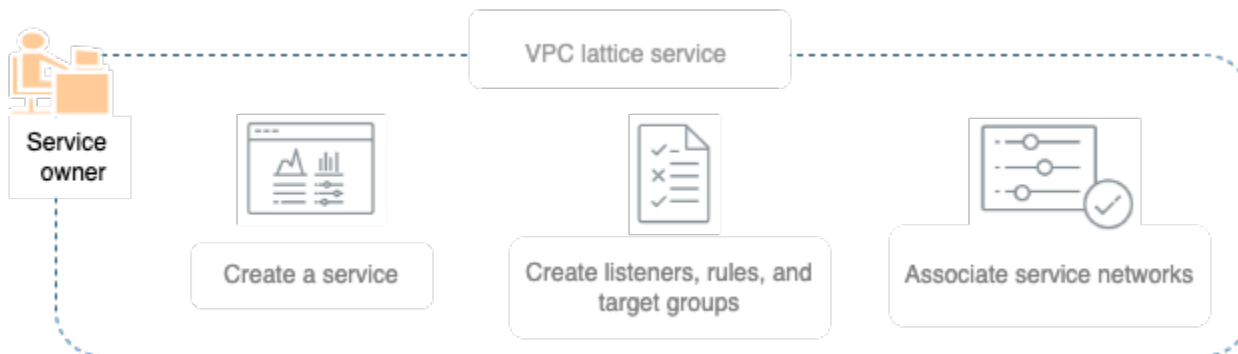 VPC lattice service
Service
owner
Create a service
Create listeners, rules, and
target groups
Associate service networks